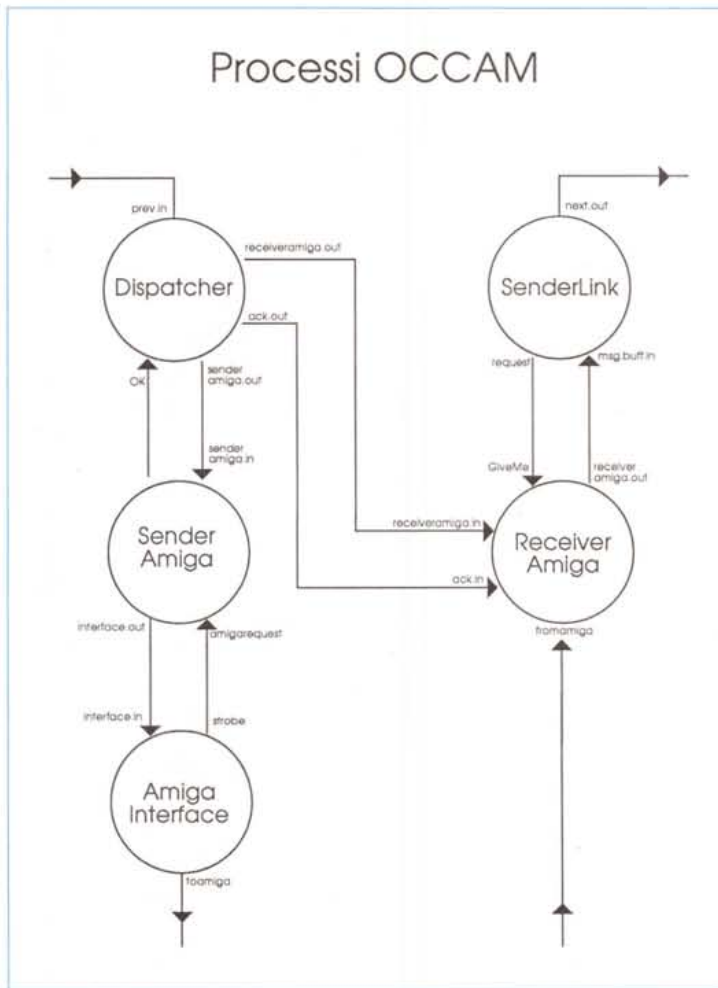 Processi OCCAM
prev.in
next.out
Dispatcher
receiveramiga.out
ack.out
SenderLink
OK
sender
amiga.out
request
msg.buff.in
sender
amiga.in
GiveMe
receiver
amiga.out
Sender
Amiga
receiveramiga.in
ack.in
Receiver
Amiga
interface.out
amigarequest
fromamiga
interface.in
strobe
Amiga
Interface
toamiga